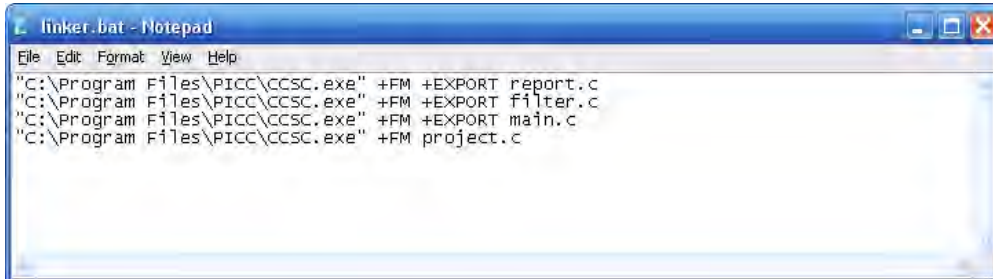 linker.bat - Notepad
File Edit Format View Help
"C:\Program Files\PICC\CCSC.exe" +FM +EXPORT report.c
"C:\Program Files\PICC\CCSC.exe" +FM +EXPORT filter.c
"C:\Program Files\PICC\CCSC.exe" +FM +EXPORT main.c
"C:\Program Files\PICC\CCSC.exe" +FM project.c